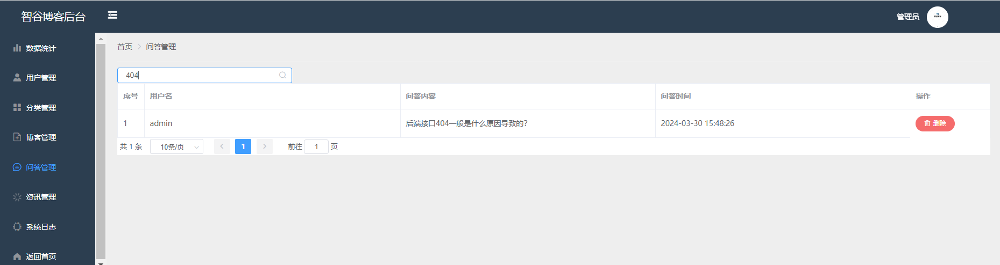 智谷博客后台
管理员
数据统计
用户管理
分类管理
博客管理
问答管理
资讯管理
系统日志
返回首页
首页 > 问答管理
404
序号 用户名 问答内容 问答时间 操作
1 admin 后端接口404一般是什么原因导致的? 2024-03-30 15:48:26 删除
共 1 条 10条/页 < 1 > 前往 1 页